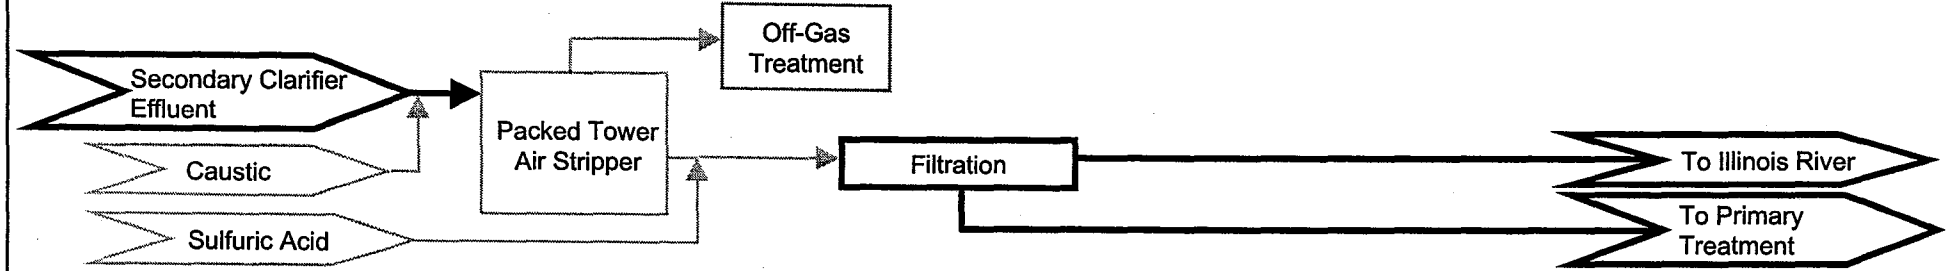 Off-Gas
Treatment
Secondary Clarifier
Effluent
Packed Tower
Air Stripper
Caustic
Filtration
To Illinois River
Sulfuric Acid
To Primary
Treatment